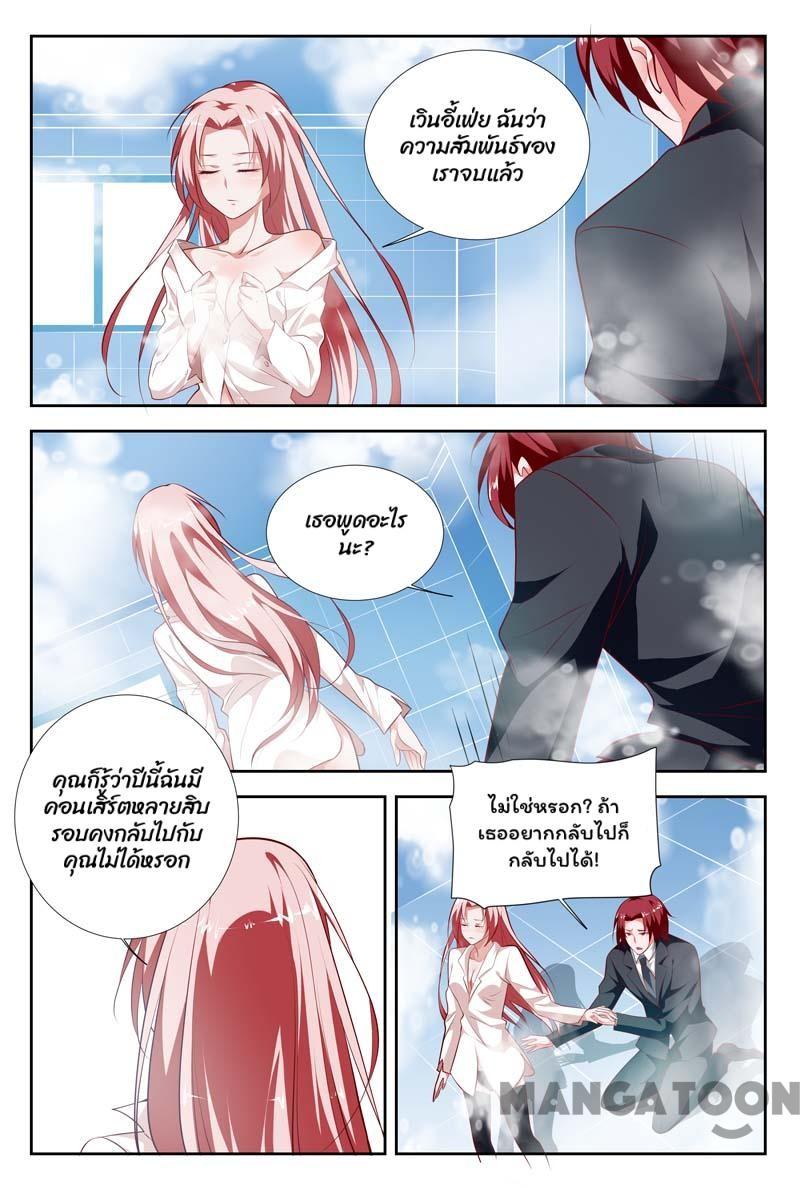 เวินอี้เฟ่ย ฉันว่า
ความสัมพันธ์ของ
เราจบแล้ว
เธอพูดอะไร
นะ?
คุณก็รู้ว่าปีนี้ฉันมี
คอนเสิร์ตหลายสิบ
รอบคงกลับไปกับ
คุณไม่ได้หรอก
ไม่ใช่หรอก? ถ้า
เธออยากกลับไปก็
กลับไปได้!
MANGATOON